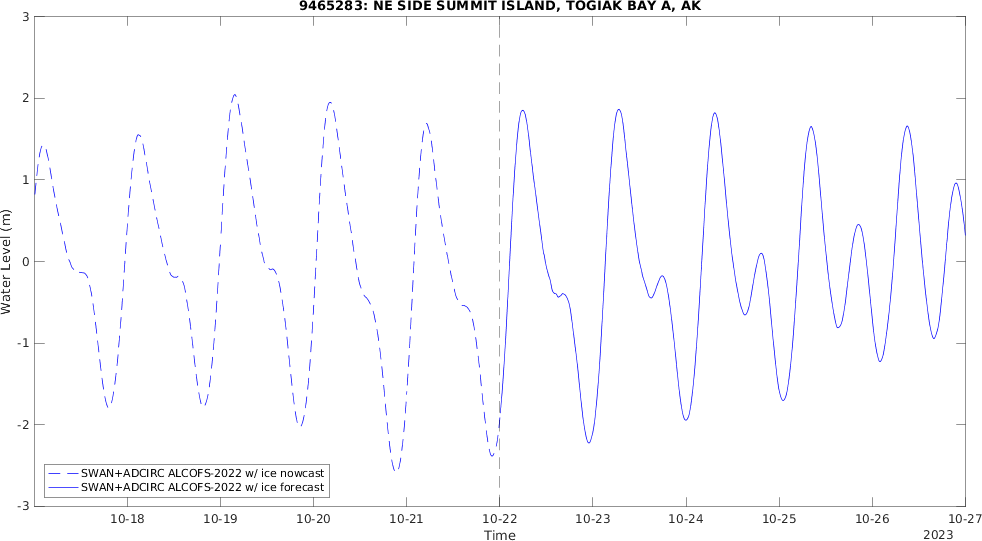 9465283: NE SIDE SUMMIT ISLAND, TOGIAK BAY A, AK
3
2
1
0
-1
-2
-3
Water Level (m)
SWAN+ADCIRC ALCOFS-2022 w/ ice nowcast
SWAN+ADCIRC ALCOFS-2022 w/ ice forecast
10-18 10-19 10-20 10-21 10-22 10-23 10-24 10-25 10-26 10-27
Time
2023